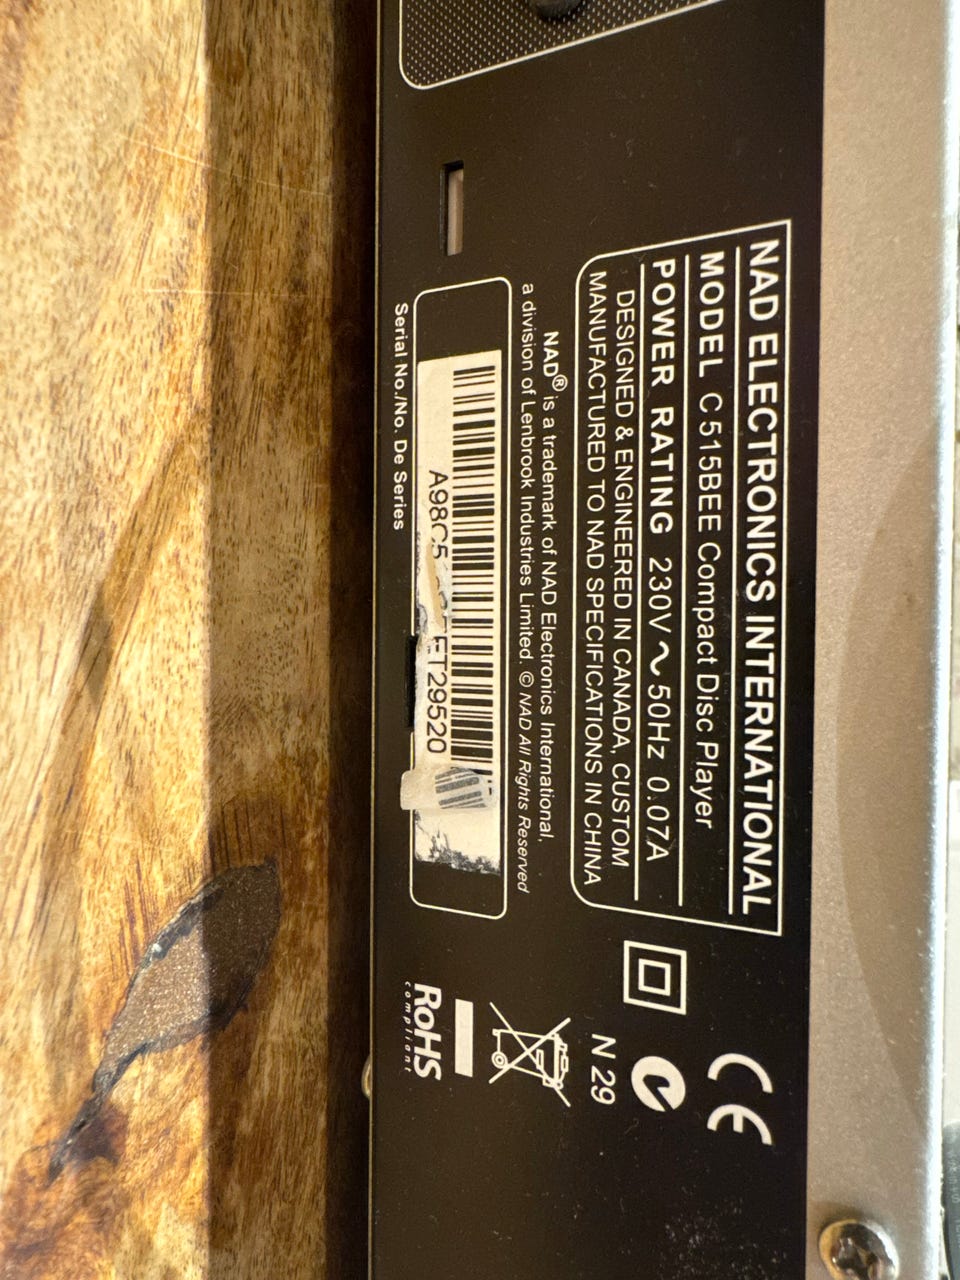 NAD ELECTRONICS INTERNATIONAL
MODEL C 515BEE Compact Disc Player
POWER RATING 230V ~ 50Hz 0.07A
DESIGNED & ENGINEERED IN CANADA, CUSTOM
MANUFACTURED TO NAD SPECIFICATIONS IN CHINA
NAD® is a trademark of NAD Electronics International,
a division of Lenbrook Industries Limited. © NAD All Rights Reserved
Serial No./No. De Series
CE
N 29
RoHS
compliant